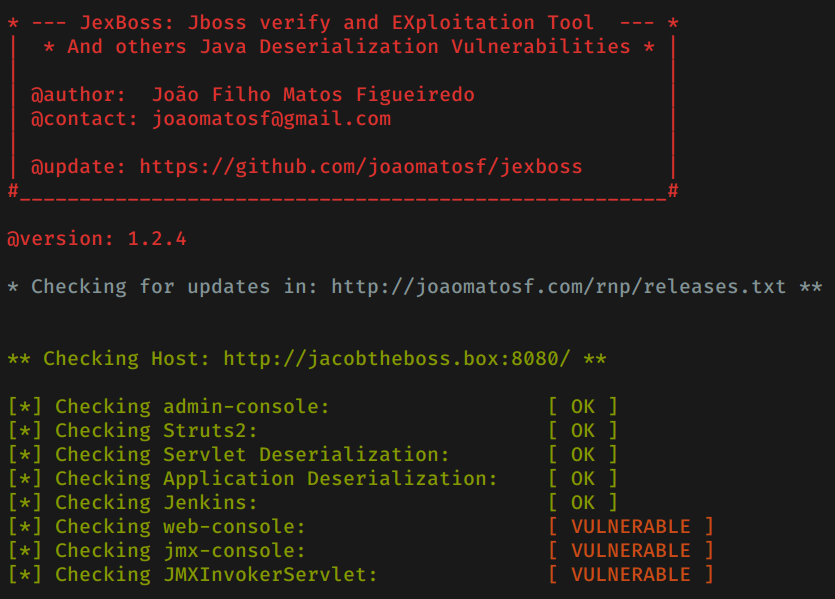 * --- JexBoss: Jboss verify and EXploitation Tool  --- *
|  * And others Java Deserialization Vulnerabilities * |
|                                                      |
| @author:  João Filho Matos Figueiredo                |
| @contact: joaomatosf@gmail.com                       |
|                                                      |
| @update: https://github.com/joaomatosf/jexboss       |
#______________________________________________________#
@version: 1.2.4
* Checking for updates in: http://joaomatosf.com/rnp/releases.txt **
** Checking Host: http://jacobtheboss.box:8080/ **
[*] Checking admin-console:                  [ OK ]
[*] Checking Struts2:                        [ OK ]
[*] Checking Servlet Deserialization:        [ OK ]
[*] Checking Application Deserialization:    [ OK ]
[*] Checking Jenkins:                        [ OK ]
[*] Checking web-console:                    [ VULNERABLE ]
[*] Checking jmx-console:                    [ VULNERABLE ]
[*] Checking JMXInvokerServlet:              [ VULNERABLE ]